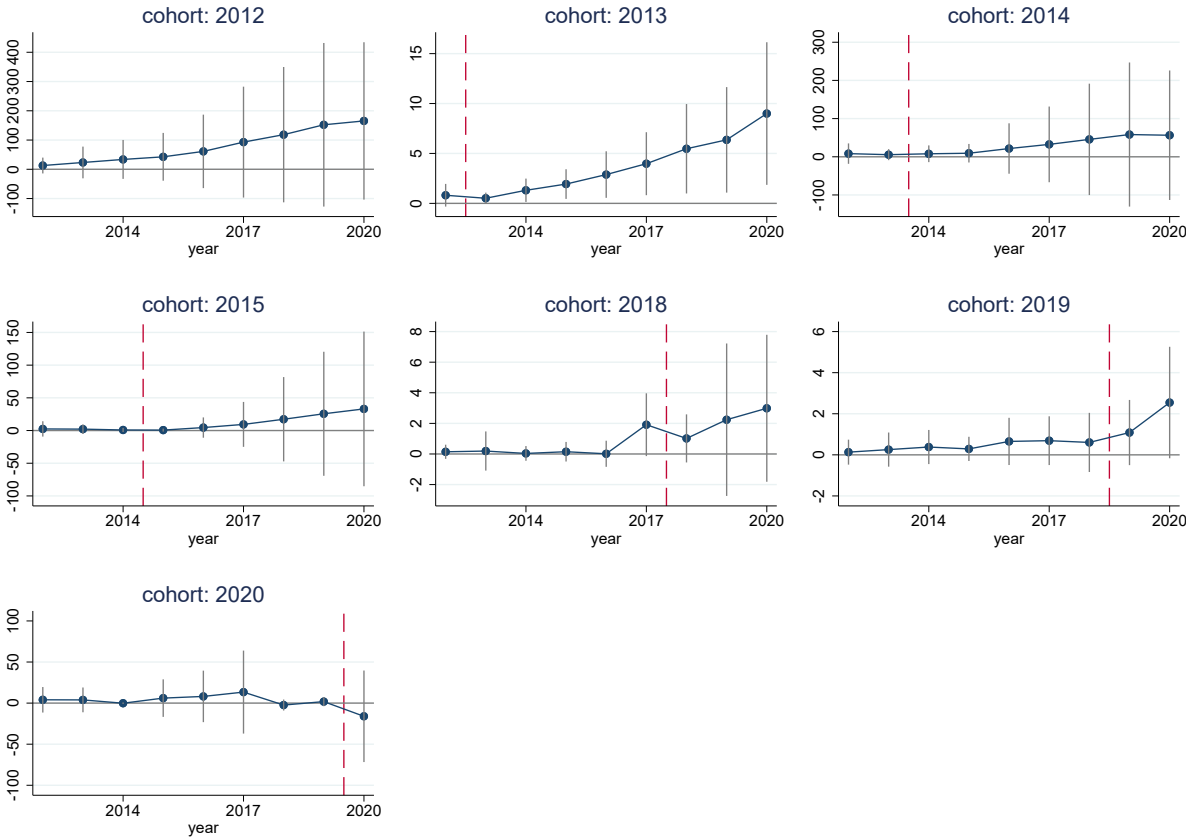 cohort: 2012
-100 0 100 200 300 400
2014 2017 2020
year
cohort: 2013
0 5 10 15
2014 2017 2020
year
cohort: 2014
-100 0 100 200 300
2014 2017 2020
year
cohort: 2015
-100 -50 0 50 100 150
2014 2017 2020
year
cohort: 2018
-2 0 2 4 6 8
2014 2017 2020
year
cohort: 2019
-2 0 2 4 6
2014 2017 2020
year
cohort: 2020
-100 -50 0 50 100
2014 2017 2020
year